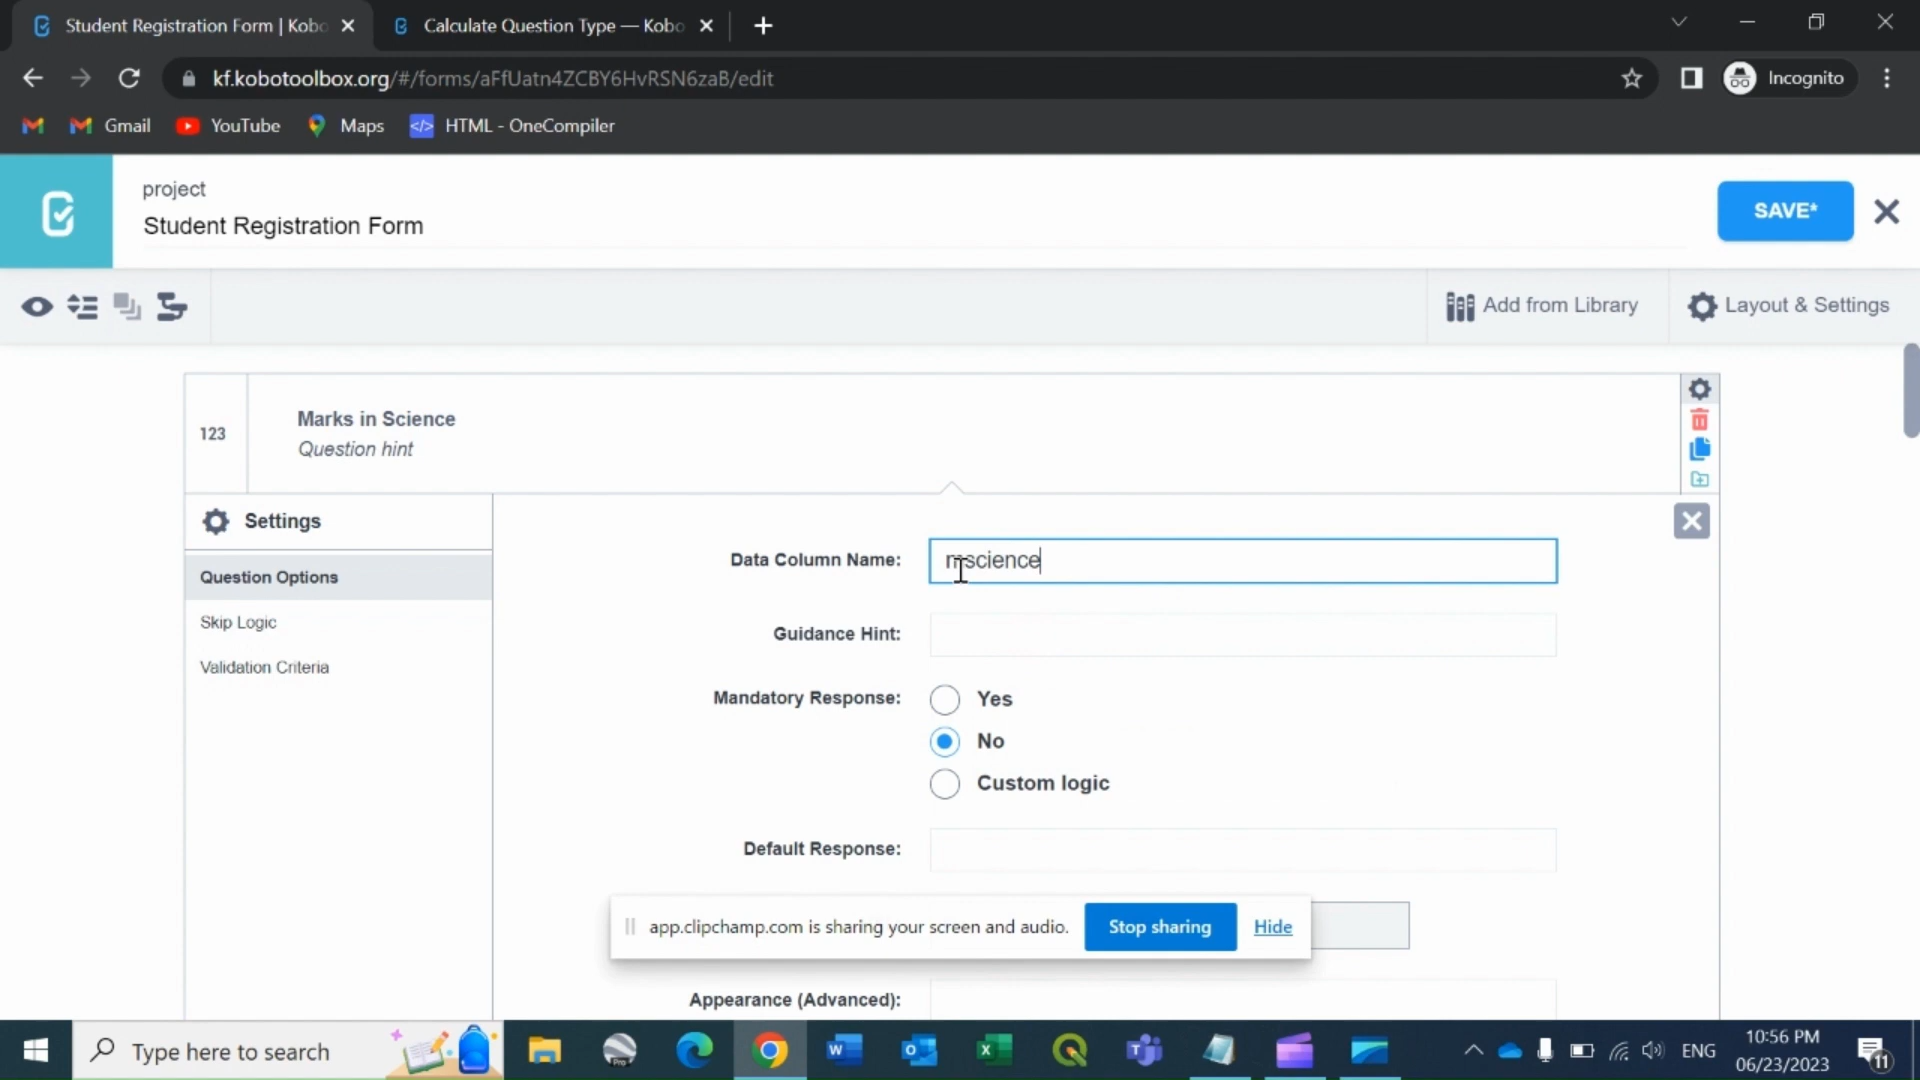 Student Registration Form | Kobo
Calculate Question Type — Kobo
kf.kobotoolbox.org/#/forms/aFfUatn4ZCBY6HvRSN6zaB/edit
Incognito
Gmail
YouTube
Maps
HTML - OneCompiler
project
Student Registration Form
SAVE*
Add from Library
Layout & Settings
123
Marks in Science
Question hint
Settings
Question Options
Skip Logic
Validation Criteria
Data Column Name:
mscience
Guidance Hint:
Mandatory Response:
Yes
No
Custom logic
Default Response:
app.clipchamp.com is sharing your screen and audio.
Stop sharing
Hide
Appearance (Advanced):
Type here to search
Pro
ENG
10:56 PM
06/23/2023
11